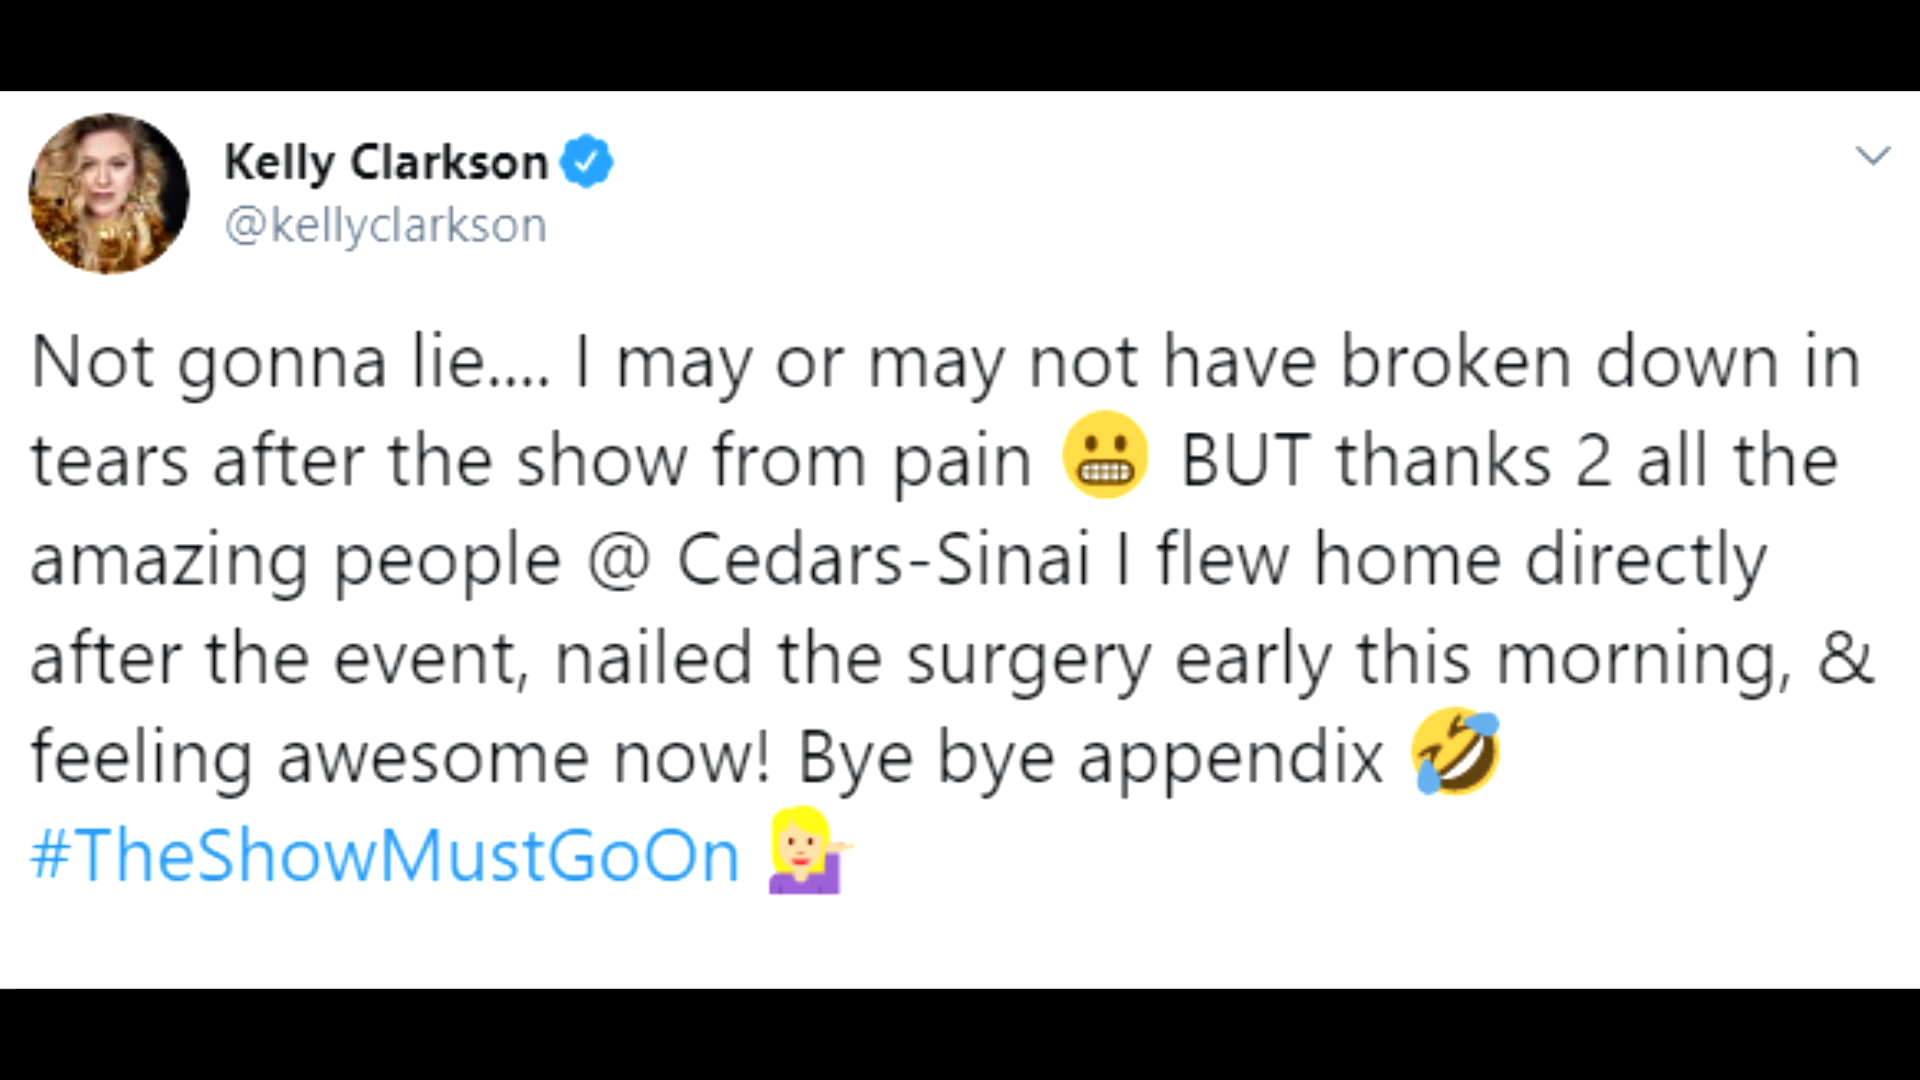 Kelly Clarkson
@kellyclarkson
Not gonna lie.... I may or may not have broken down in
tears after the show from pain 😬 BUT thanks 2 all the
amazing people @ Cedars-Sinai I flew home directly
after the event, nailed the surgery early this morning, &
feeling awesome now! Bye bye appendix 🤣
#TheShowMustGoOn 💁🏼‍♀️